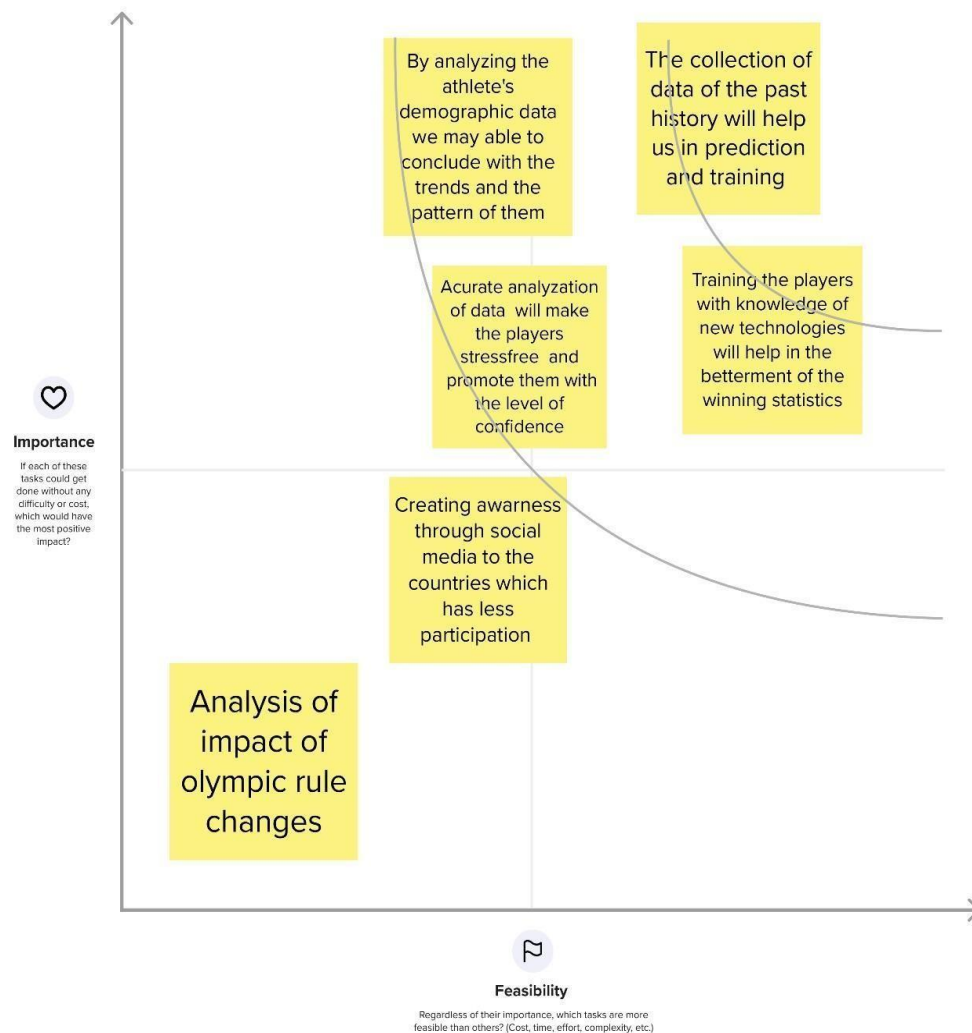 By analyzing the
athlete's
demographic data
we may able to
conclude with the
trends and the
pattern of them
The collection of
data of the past
history will help
us in prediction
and training
Acurate analyzation
of data will make
the players
stressfree and
promote them with
the level of
confidence
Training the players
with knowledge of
new technologies
will help in the
betterment of the
winning statistics
Importance
If each of these
tasks could get
done without any
difficulty or cost,
which would have
the most positive
impact?
Creating awarness
through social
media to the
countries which
has less
participation
Analysis of
impact of
olympic rule
changes
Feasibility
Regardless of their importance, which tasks are more
feasible than others? (Cost, time, effort, complexity, etc.)